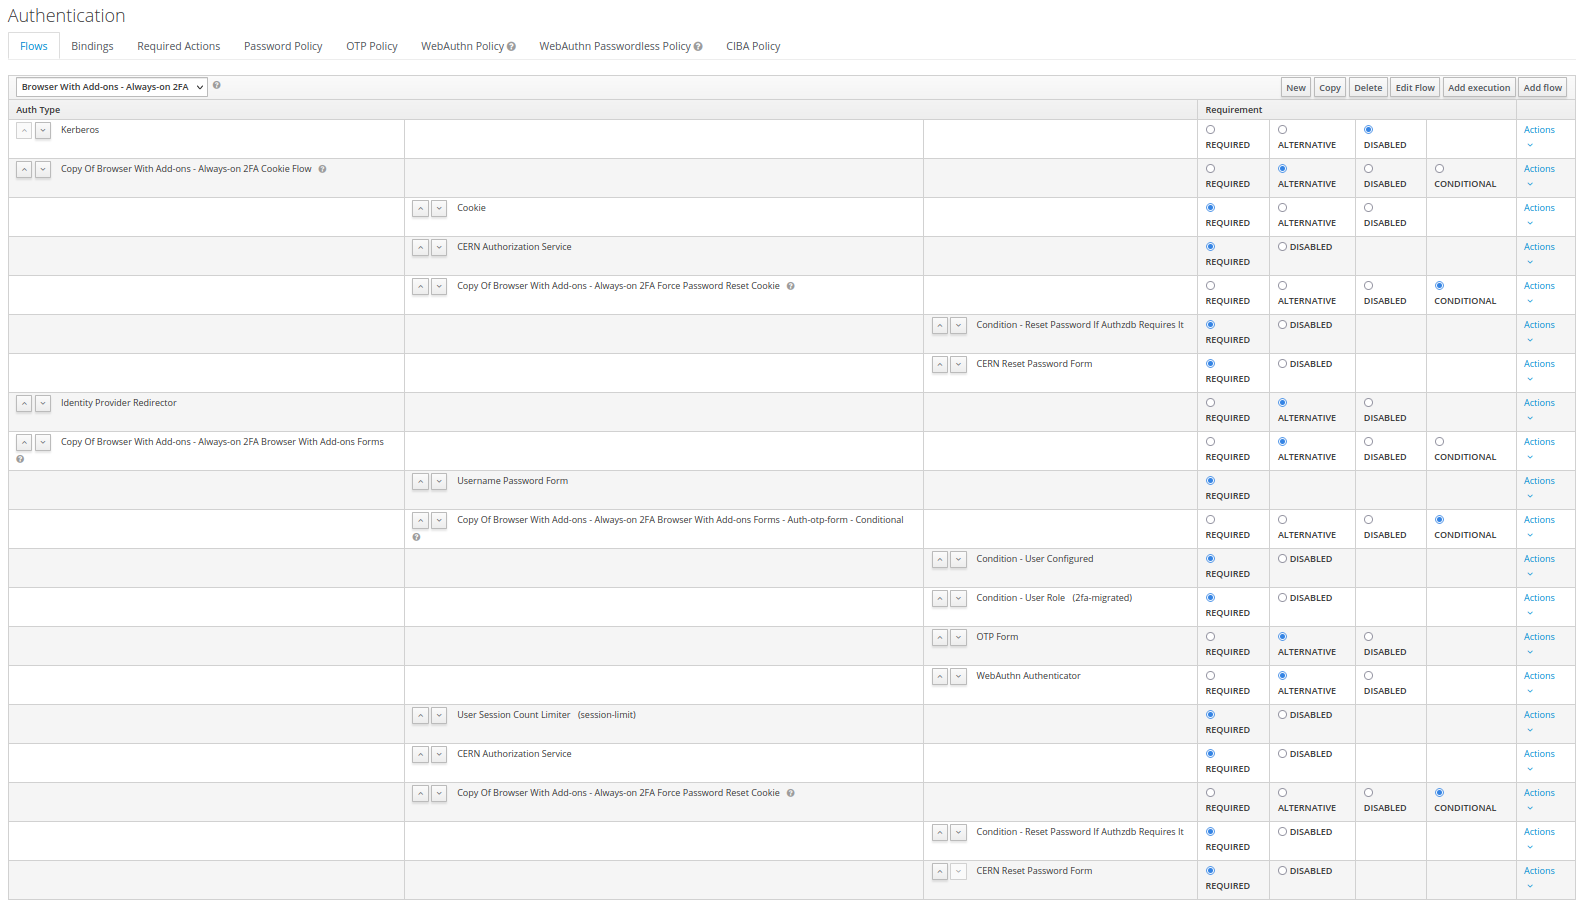 Authentication
Flows Bindings Required Actions Password Policy OTP Policy WebAuthn Policy WebAuthn Passwordless Policy CIBA Policy
Browser With Add-ons - Always-on 2FA New Copy Delete Edit Flow Add execution Add flow
Auth Type Requirement
Kerberos REQUIRED ALTERNATIVE DISABLED Actions
Copy Of Browser With Add-ons - Always-on 2FA Cookie Flow REQUIRED ALTERNATIVE DISABLED CONDITIONAL Actions
Cookie REQUIRED ALTERNATIVE DISABLED Actions
CERN Authorization Service REQUIRED DISABLED Actions
Copy Of Browser With Add-ons - Always-on 2FA Force Password Reset Cookie REQUIRED ALTERNATIVE DISABLED CONDITIONAL Actions
Condition - Reset Password If Authzdb Requires It REQUIRED DISABLED Actions
CERN Reset Password Form REQUIRED DISABLED Actions
Identity Provider Redirector REQUIRED ALTERNATIVE DISABLED Actions
Copy Of Browser With Add-ons - Always-on 2FA Browser With Add-ons Forms REQUIRED ALTERNATIVE DISABLED CONDITIONAL Actions
Username Password Form REQUIRED Actions
Copy Of Browser With Add-ons - Always-on 2FA Browser With Add-ons Forms - Auth-otp-form - Conditional REQUIRED ALTERNATIVE DISABLED CONDITIONAL Actions
Condition - User Configured REQUIRED DISABLED Actions
Condition - User Role (2fa-migrated) REQUIRED DISABLED Actions
OTP Form REQUIRED ALTERNATIVE DISABLED Actions
WebAuthn Authenticator REQUIRED ALTERNATIVE DISABLED Actions
User Session Count Limiter (session-limit) REQUIRED DISABLED Actions
CERN Authorization Service REQUIRED DISABLED Actions
Copy Of Browser With Add-ons - Always-on 2FA Force Password Reset Cookie REQUIRED ALTERNATIVE DISABLED CONDITIONAL Actions
Condition - Reset Password If Authzdb Requires It REQUIRED DISABLED Actions
CERN Reset Password Form REQUIRED DISABLED Actions